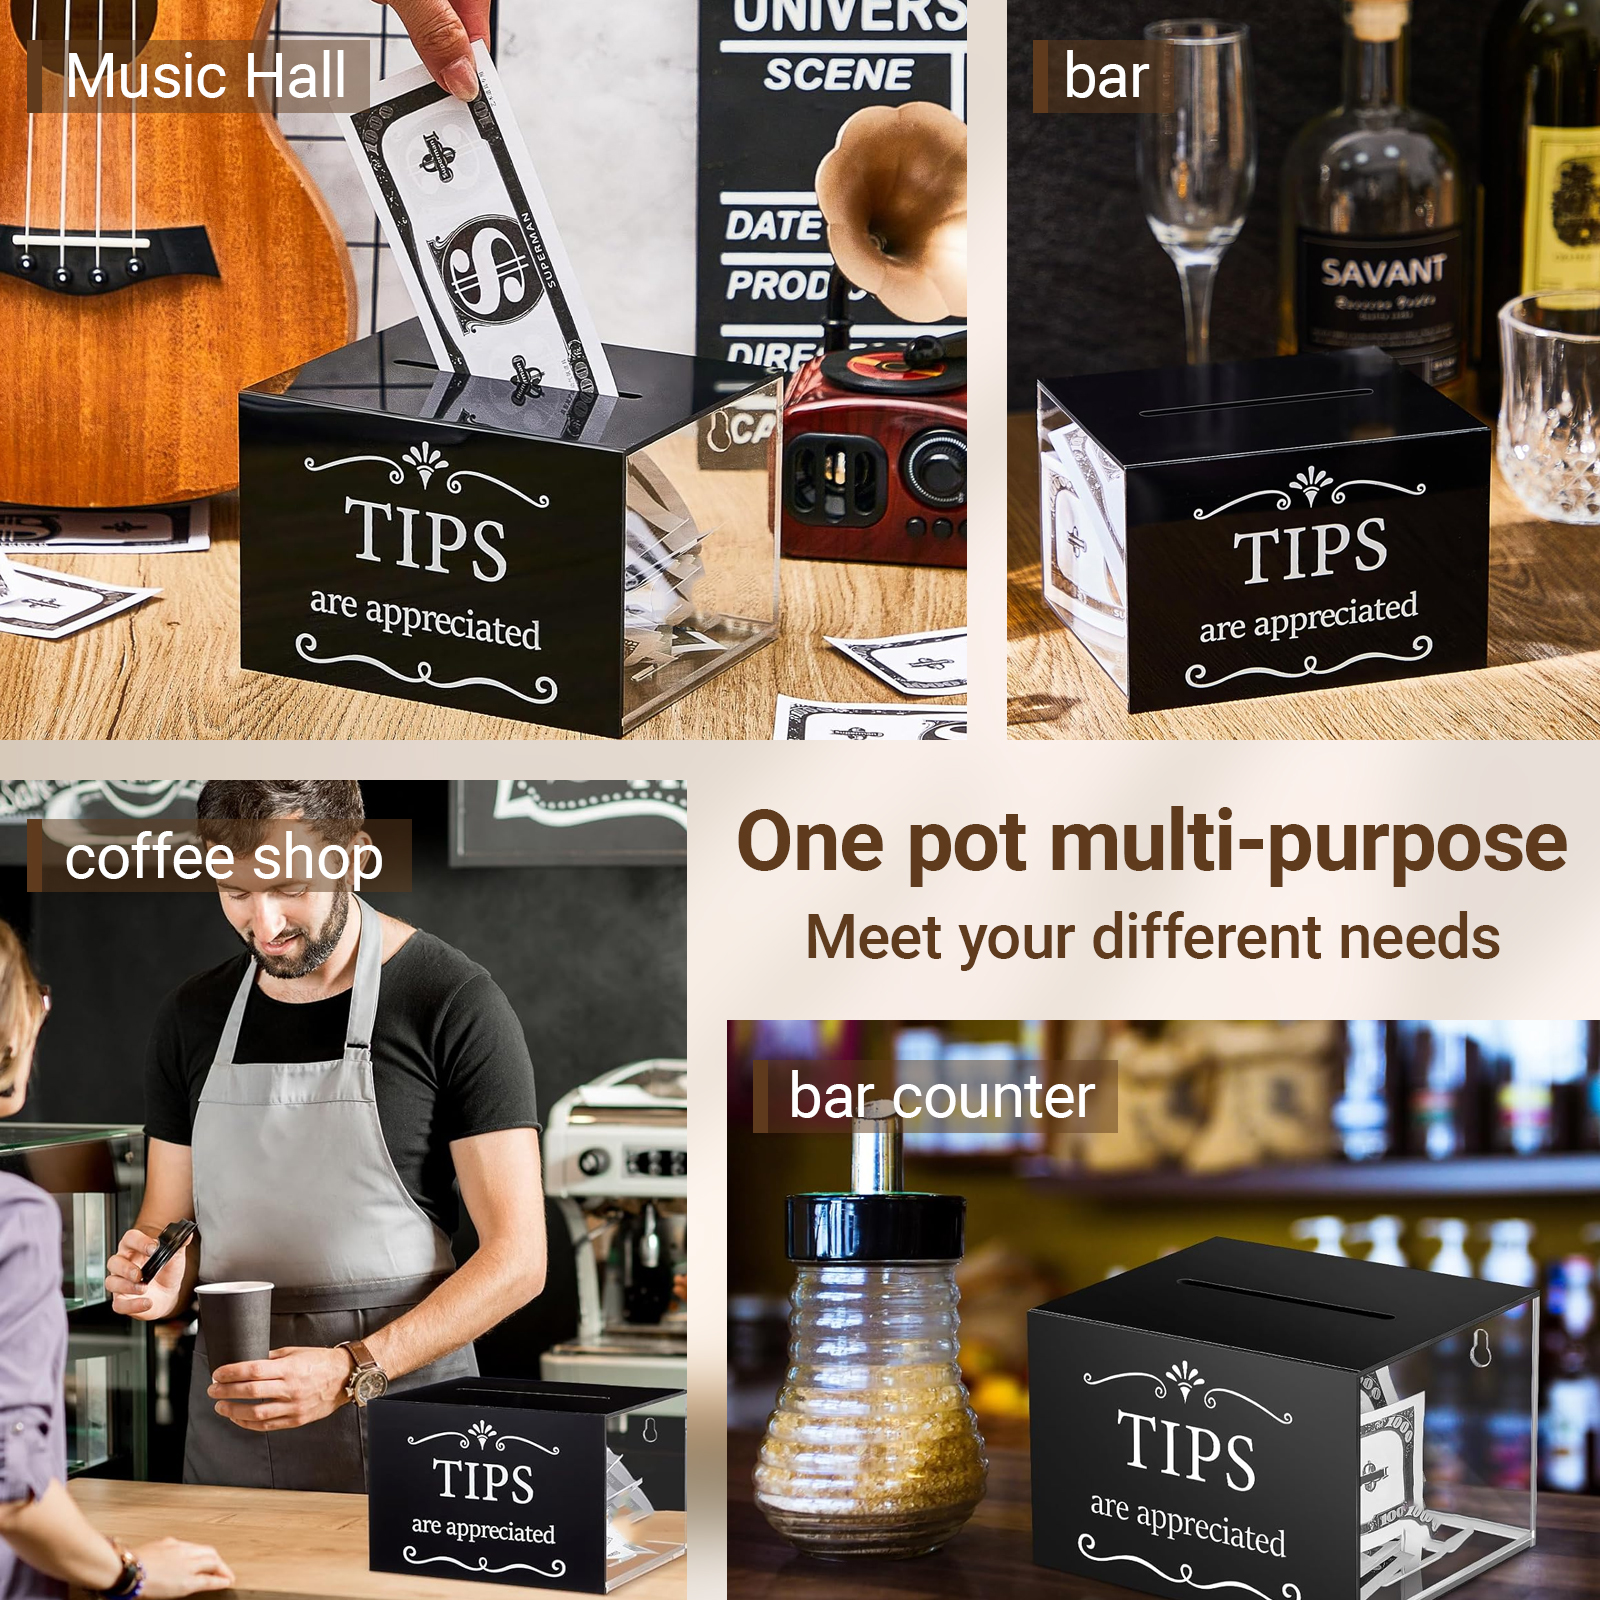 Music Hall
UNIVERS
SCENE
DATE
PROD
DIRE
CA
SUPERMAN
TIPS
are appreciated
bar
SAVANT
TIPS
are appreciated
coffee shop
TIPS
are appreciated
One pot multi-purpose
Meet your different needs
bar counter
TIPS
are appreciated